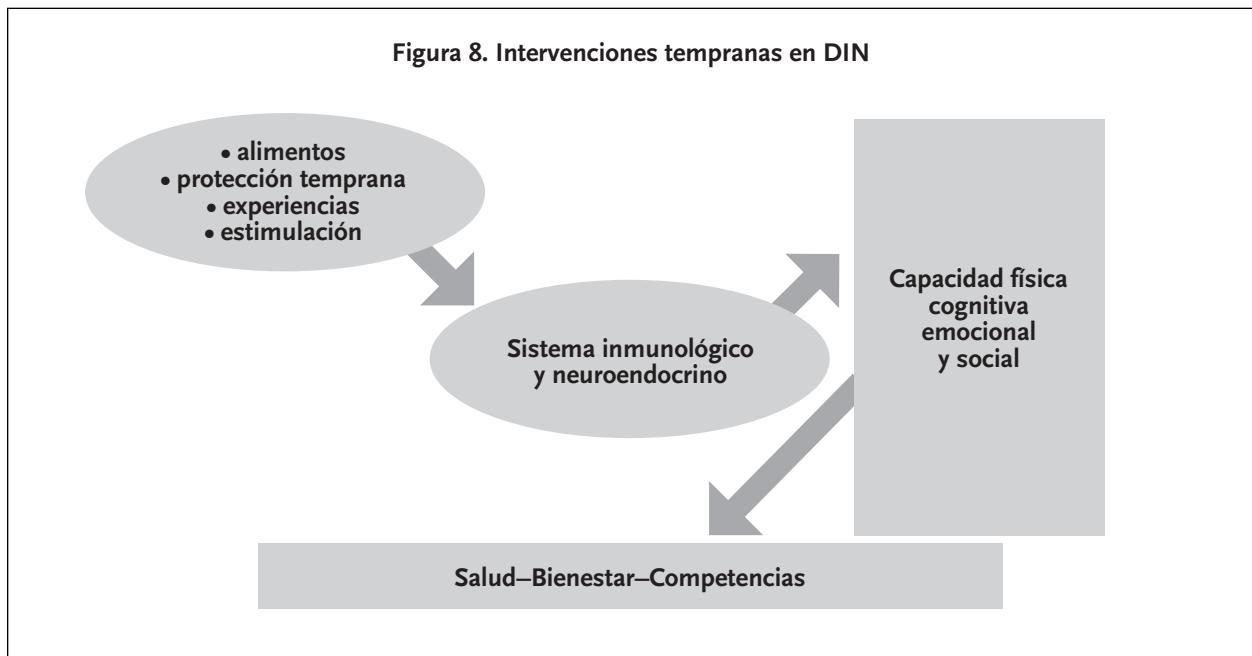 Figura 8. Intervenciones tempranas en DIN
• alimentos
• protección temprana
• experiencias
• estimulación
Sistema inmunológico
y neuroendocrino
Capacidad física
cognitiva
emocional
y social
Salud–Bienestar–Competencias